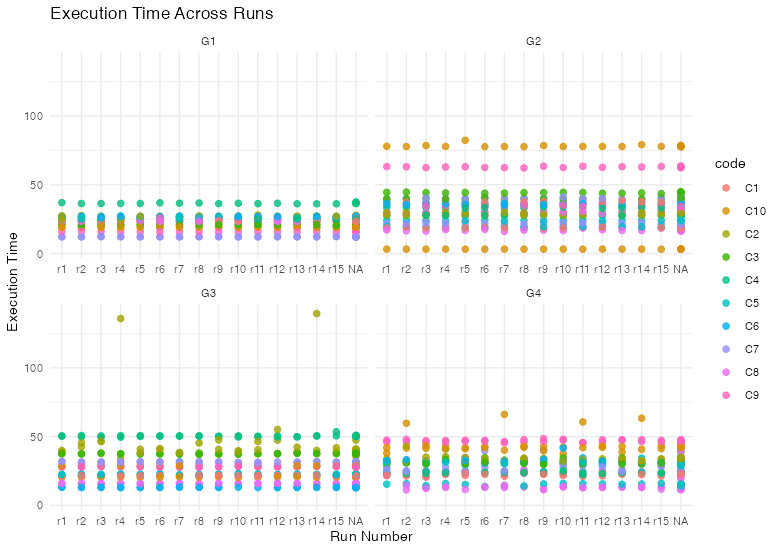 Execution Time Across Runs
G1
G2
100
50
0
r1 r2 r3 r4 r5 r6 r7 r8 r9 r10 r11 r12 r13 r14 r15 NA
r1 r2 r3 r4 r5 r6 r7 r8 r9 r10 r11 r12 r13 r14 r15 NA
G3
G4
100
50
0
r1 r2 r3 r4 r5 r6 r7 r8 r9 r10 r11 r12 r13 r14 r15 NA
r1 r2 r3 r4 r5 r6 r7 r8 r9 r10 r11 r12 r13 r14 r15 NA
Execution Time
Run Number
code
C1
C10
C2
C3
C4
C5
C6
C7
C8
C9